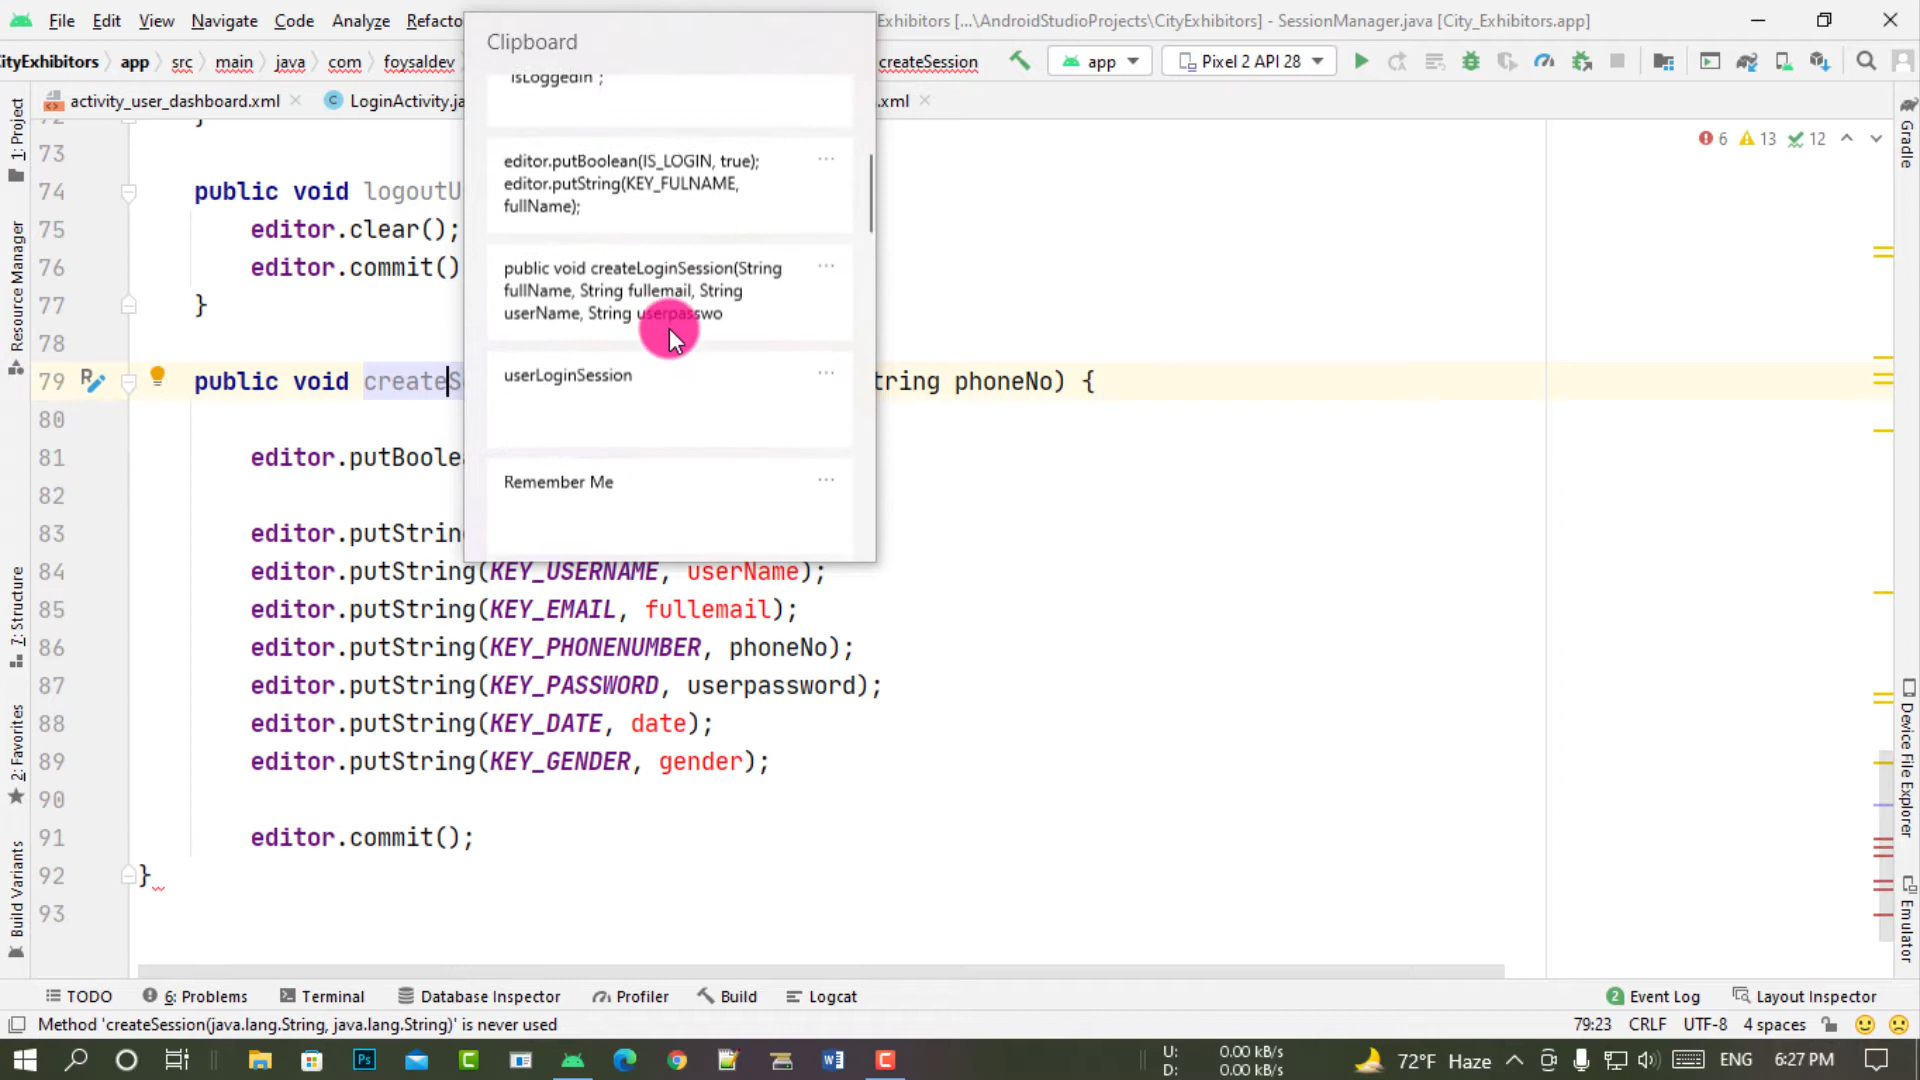 File Edit View Navigate Code Analyze Refacto
Exhibitors [...\AndroidStudioProjects\CityExhibitors] - SessionManager.java [City_Exhibitors.app]
CityExhibitors app src main java com foysaldev
createSession
app
Pixel 2 API 28
activity_user_dashboard.xml
LoginActivity.ja
.xml
Clipboard
isLoggedIn ;
editor.putBoolean(IS_LOGIN, true);
editor.putString(KEY_FULNAME,
fullName);
public void createLoginSession(String
fullName, String fullemail, String
userName, String userpasswo
userLoginSession
Remember Me
6 13 12
73
74 public void logoutU
75 editor.clear();
76 editor.commit()
77 }
78
79 public void createS tring phoneNo) {
80
81 editor.putBoolea
82
83 editor.putString
84 editor.putString(KEY_USERNAME, userName);
85 editor.putString(KEY_EMAIL, fullemail);
86 editor.putString(KEY_PHONENUMBER, phoneNo);
87 editor.putString(KEY_PASSWORD, userpassword);
88 editor.putString(KEY_DATE, date);
89 editor.putString(KEY_GENDER, gender);
90
91 editor.commit();
92 }
93
1: Project
Resource Manager
7: Structure
2: Favorites
Build Variants
Gradle
Device File Explorer
Emulator
TODO 6: Problems Terminal Database Inspector Profiler Build Logcat
2 Event Log Layout Inspector
Method 'createSession(java.lang.String, java.lang.String)' is never used
79:23 CRLF UTF-8 4 spaces
U: 0.00 kB/s
D: 0.00 kB/s
72°F Haze
ENG 6:27 PM